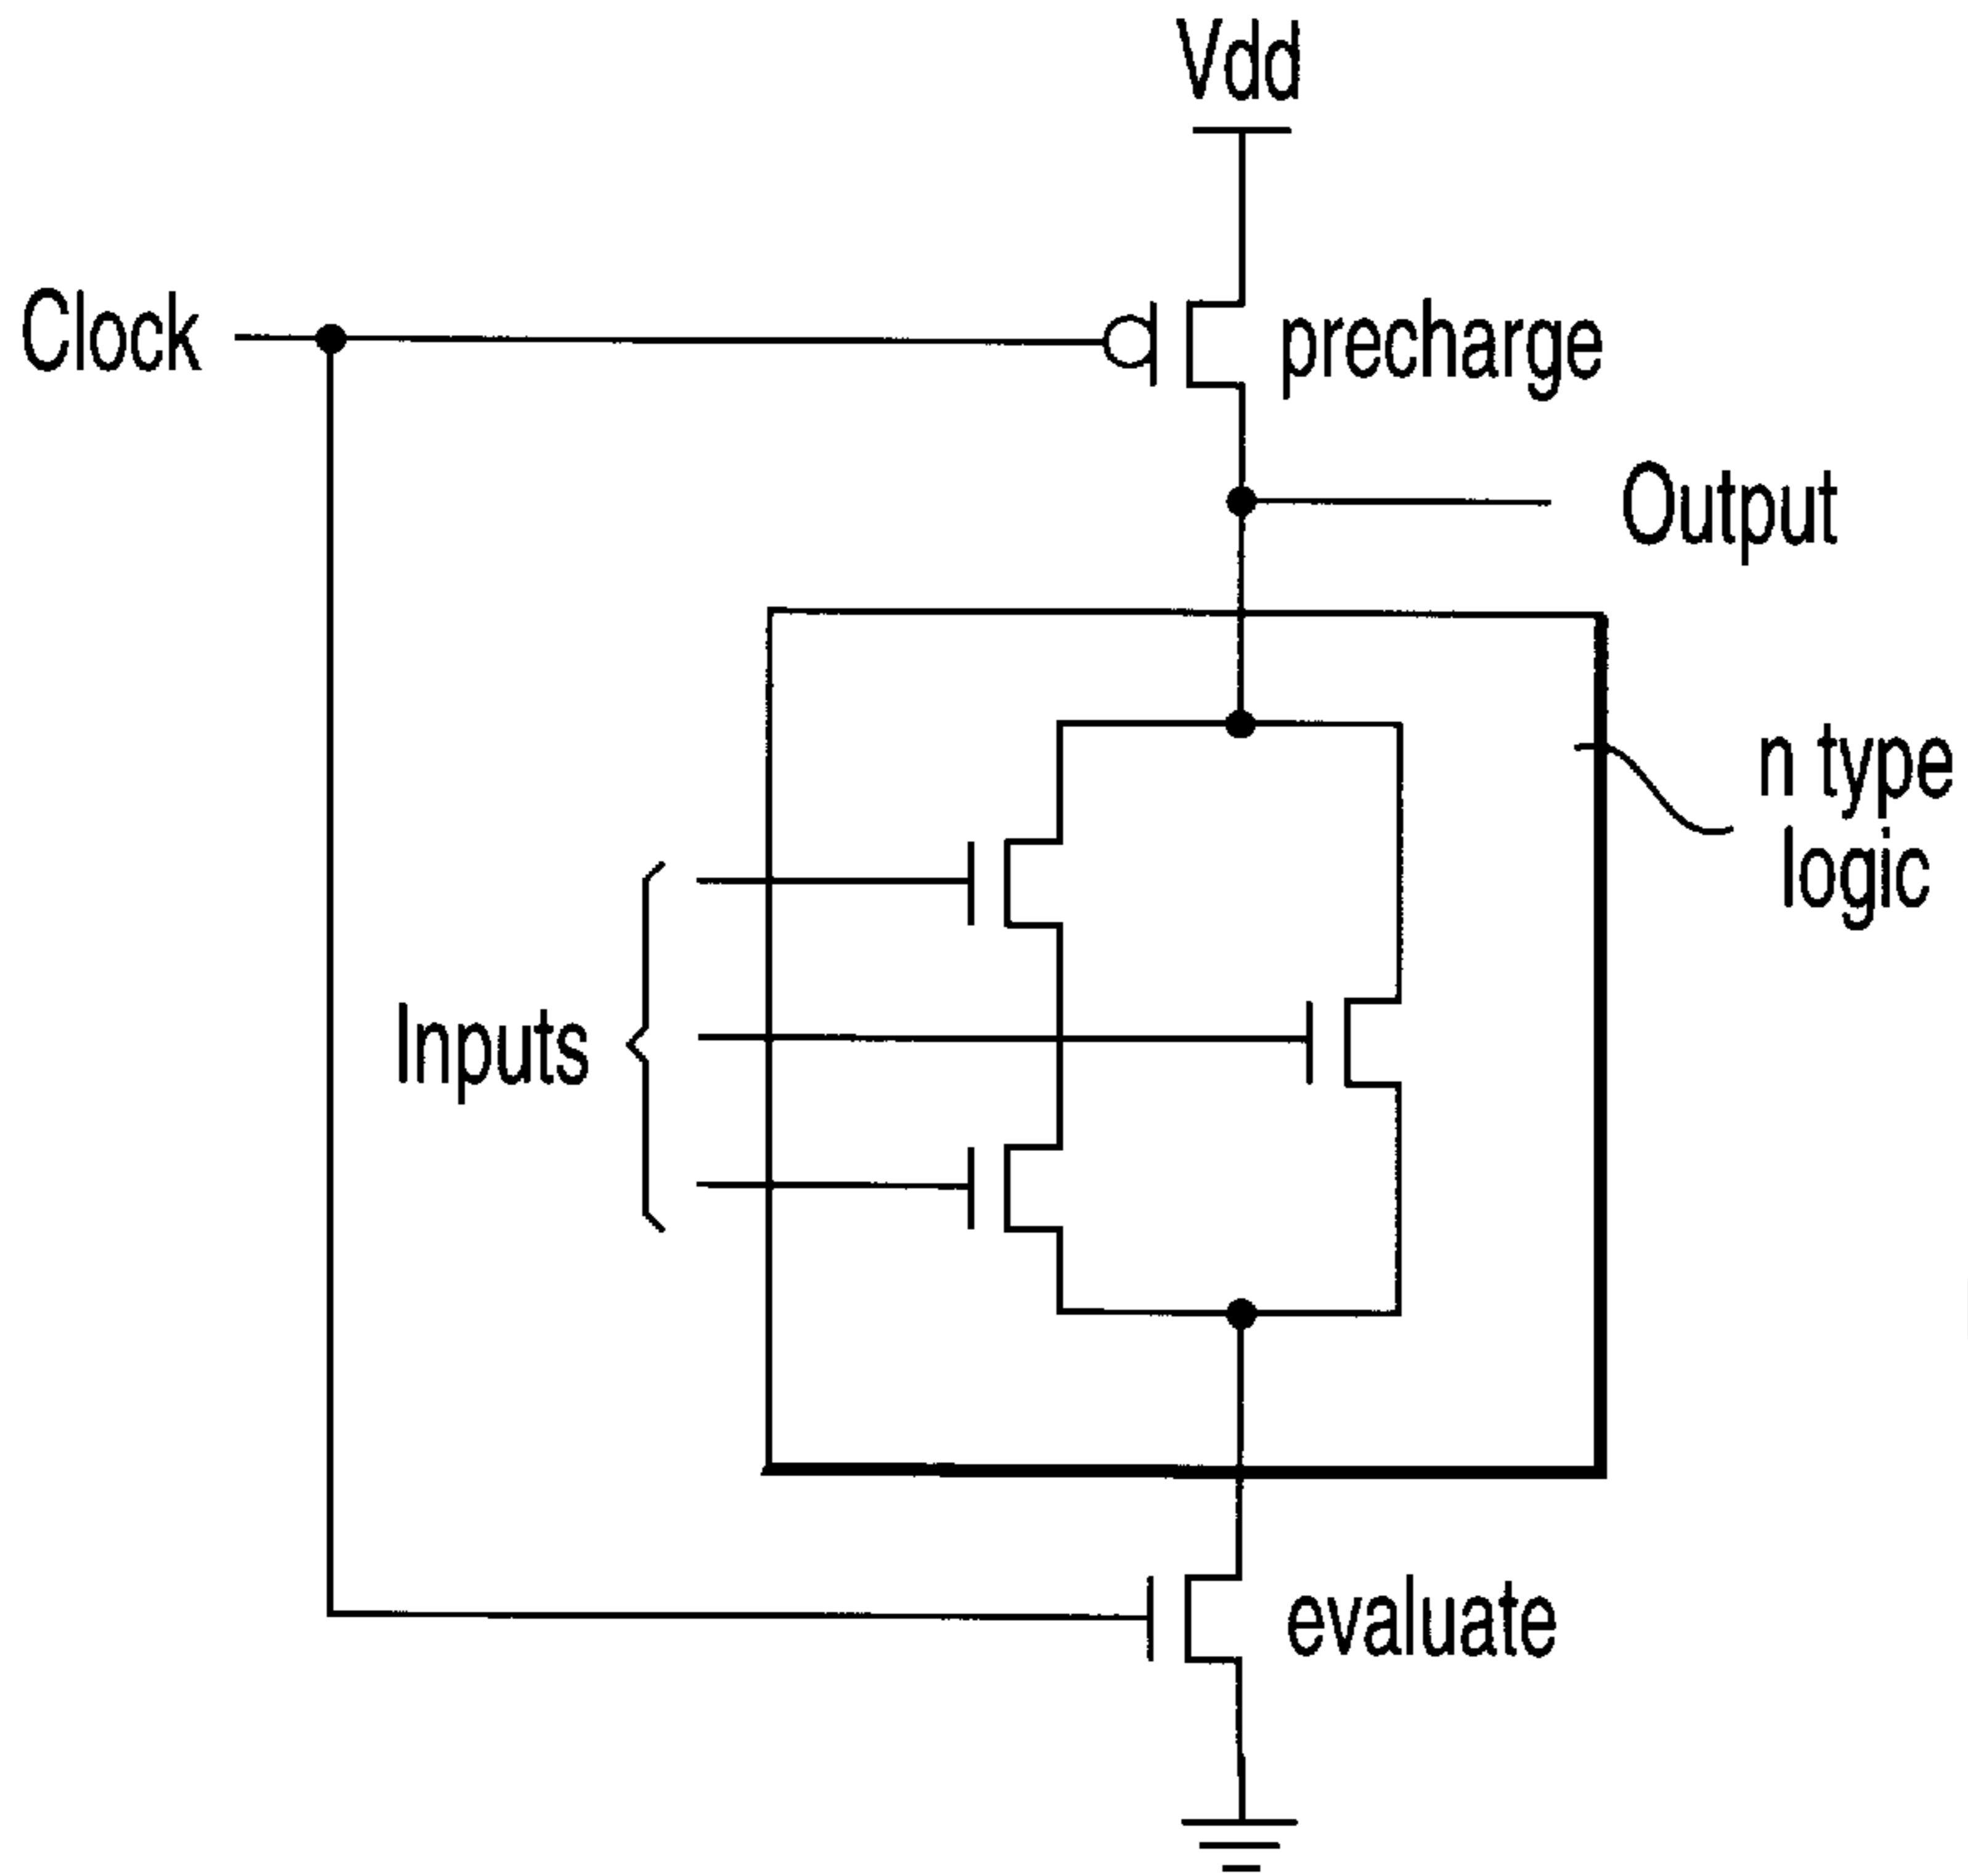 Vdd
Clock
precharge
Output
n type
logic
Inputs
evaluate